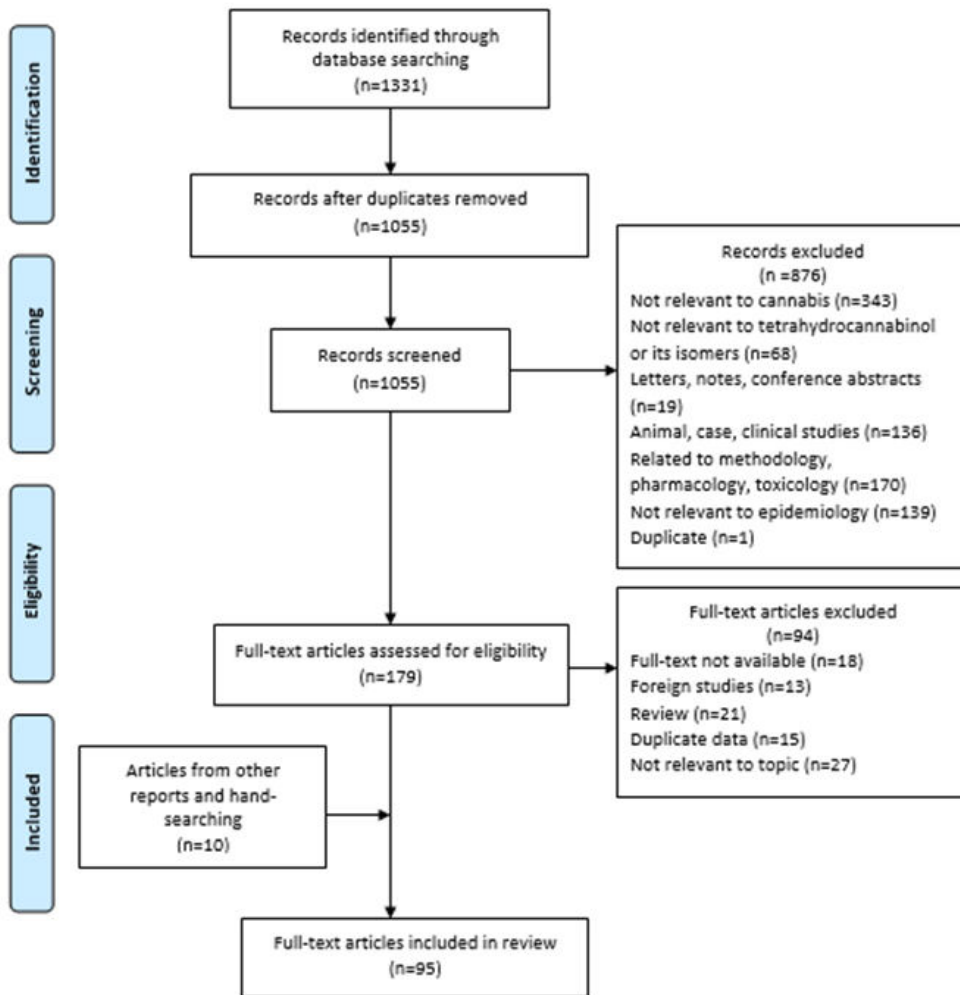 Identification
Records identified through
database searching
(n=1331)
Records after duplicates removed
(n=1055)
Screening
Records screened
(n=1055)
Records excluded
(n =876)
Not relevant to cannabis (n=343)
Not relevant to tetrahydrocannabinol
or its isomers (n=68)
Letters, notes, conference abstracts
(n=19)
Animal, case, clinical studies (n=136)
Related to methodology,
pharmacology, toxicology (n=170)
Not relevant to epidemiology (n=139)
Duplicate (n=1)
Eligibility
Full-text articles assessed for eligibility
(n=179)
Full-text articles excluded
(n=94)
Full-text not available (n=18)
Foreign studies (n=13)
Review (n=21)
Duplicate data (n=15)
Not relevant to topic (n=27)
Included
Articles from other
reports and hand-
searching
(n=10)
Full-text articles included in review
(n=95)